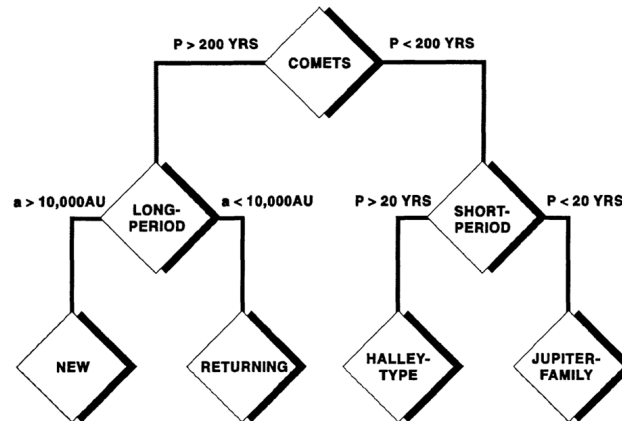 P > 200 YRS
COMETS
P < 200 YRS
a > 10,000AU
LONG-
PERIOD
a < 10,000AU
P > 20 YRS
SHORT-
PERIOD
P < 20 YRS
NEW
RETURNING
HALLEY-
TYPE
JUPITER-
FAMILY